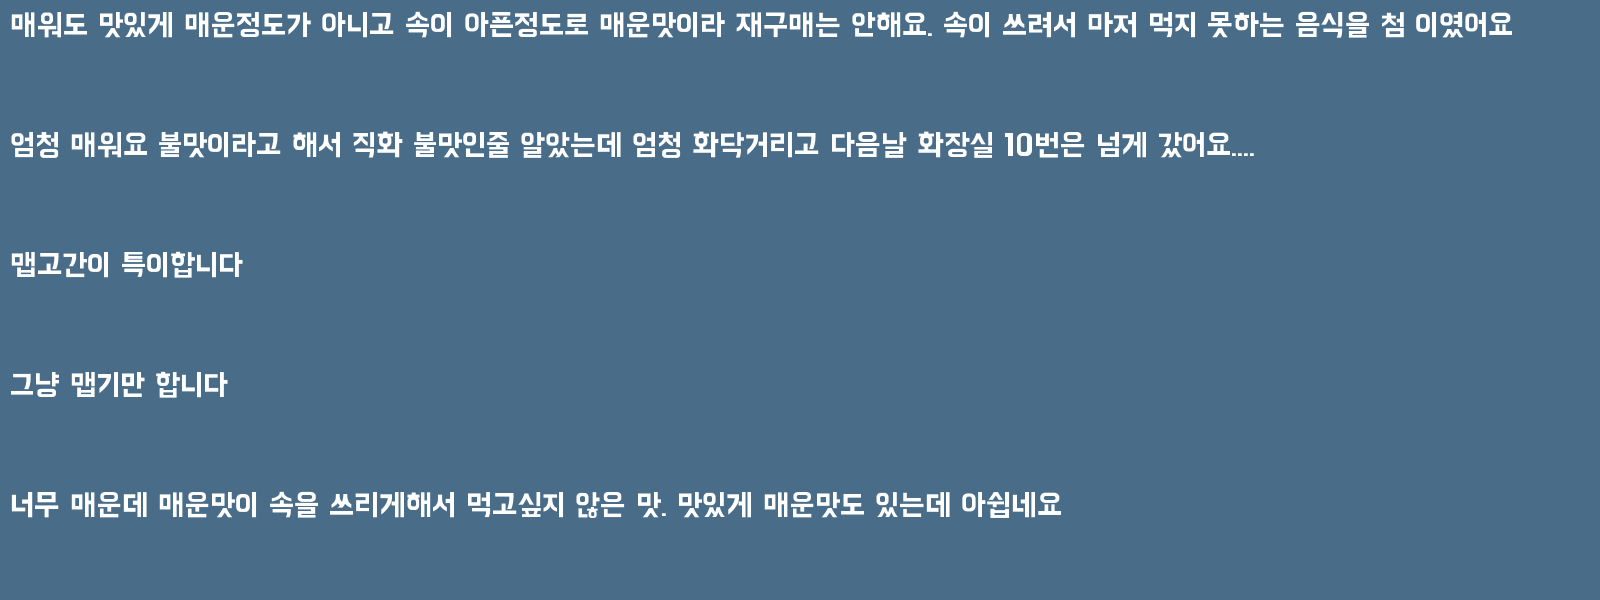 매워도 맛있게 매운정도가 아니고 속이 아픈정도로 매운맛이라 재구매는 안해요. 속이 쓰려서 마저 먹지 못하는 음식을 첨 이였어요
엄청 매워요 불맛이라고 해서 직화 불맛인줄 알았는데 엄청 화닥거리고 다음날 화장실 10번은 넘게 갔어요....
맵고간이 특이합니다
그냥 맵기만 합니다
너무 매운데 매운맛이 속을 쓰리게해서 먹고싶지 않은 맛. 맛있게 매운맛도 있는데 아쉽네요